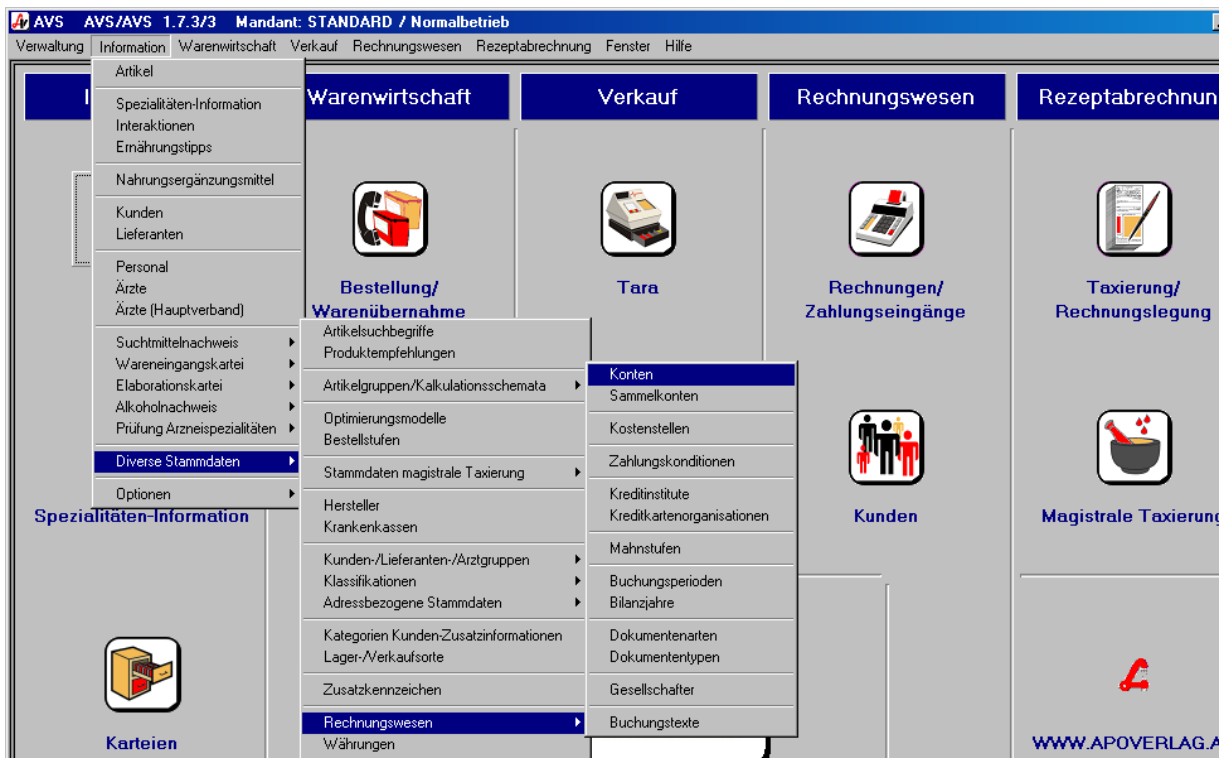 AVS AVS/AVS 1.7.3/3 Mandant: STANDARD / Normalbetrieb
Verwaltung Information Warenwirtschaft Verkauf Rechnungswesen Rezeptabrechnung Fenster Hilfe
Warenwirtschaft
Verkauf
Rechnungswesen
Rezeptabrechnun
Artikel
Spezialitäten-Information
Interaktionen
Ernährungstipps
Nahrungsergänzungsmittel
Kunden
Lieferanten
Personal
Ärzte
Ärzte (Hauptverband)
Suchtmittelnachweis
Wareneingangskartei
Elaborationskartei
Alkoholnachweis
Prüfung Arzneispezialitäten
Diverse Stammdaten
Optionen
Spezialitäten-Information
Karteien
Bestellung/
Warenübernahme
Artikelsuchbegriffe
Produktempfehlungen
Artikelgruppen/Kalkulationsschemata
Optimierungsmodelle
Bestellstufen
Stammdaten magistrale Taxierung
Hersteller
Krankenkassen
Kunden-/Lieferanten-/Arztgruppen
Klassifikationen
Adressbezogene Stammdaten
Kategorien Kunden-Zusatzinformationen
Lager-/Verkaufsorte
Zusatzkennzeichen
Rechnungswesen
Währungen
Tara
Konten
Sammelkonten
Kostenstellen
Zahlungskonditionen
Kreditinstitute
Kreditkartenorganisationen
Mahnstufen
Buchungsperioden
Bilanzjahre
Dokumentenarten
Dokumententypen
Gesellschafter
Buchungstexte
Rechnungen/
Zahlungseingänge
Kunden
Taxierung/
Rechnungslegung
Magistrale Taxierung
WWW.APOVERLAG.A